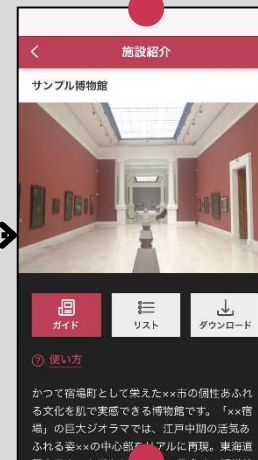 施設紹介
サンプル博物館
ガイド
リスト
ダウンロード
使い方
かつて宿場町として栄えた××市の個性あふれ
る文化を肌で実感できる博物館です。「××宿
場」の巨大ジオラマでは、江戸中期の活気あ
ふれる姿××の中心部をリアルに再現。東海道